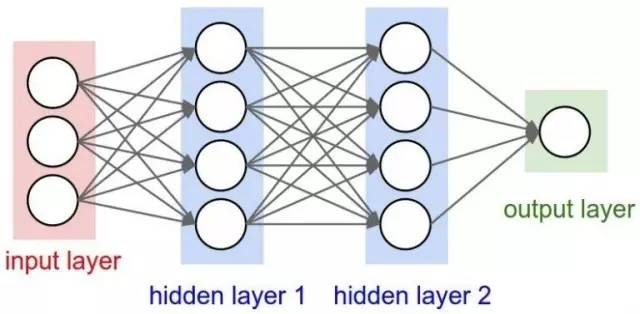 input layer
hidden layer 1
hidden layer 2
output layer